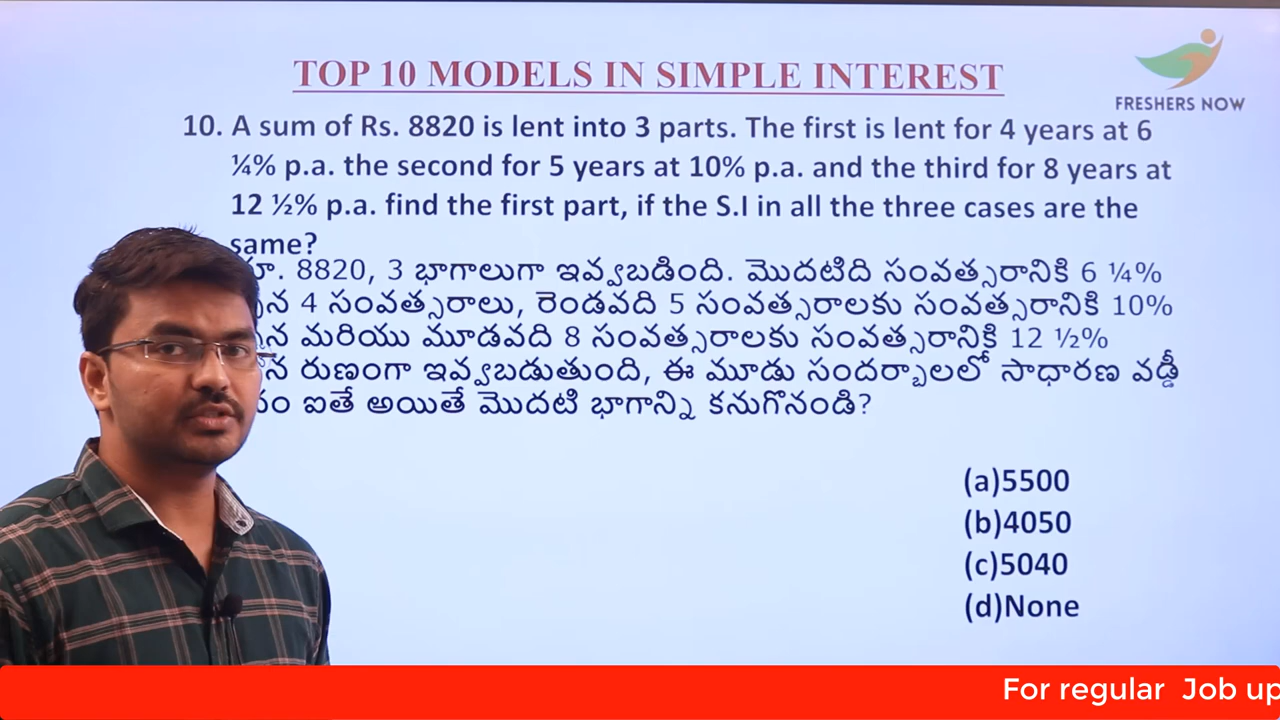 TOP 10 MODELS IN SIMPLE INTEREST
FRESHERS NOW
10. A sum of Rs. 8820 is lent into 3 parts. The first is lent for 4 years at 6
¼% p.a. the second for 5 years at 10% p.a. and the third for 8 years at
12 ½% p.a. find the first part, if the S.I in all the three cases are the
same?
8820, 3 భాగాలుగా ఇవ్వబడింది. మొదటిది సంవత్సరానికి 6 ¼%
4 సంవత్సరాలు, రెండవది 5 సంవత్సరాలకు సంవత్సరానికి 10%
మరియు మూడవది 8 సంవత్సరాలకు సంవత్సరానికి 12 ½%
రుణంగా ఇవ్వబడుతుంది, ఈ మూడు సందర్భాలలో సాధారణ వడ్డీ
ఐతే అయితే మొదటి భాగాన్ని కనుగొనండి?
(a)5500
(b)4050
(c)5040
(d)None
For regular Job up